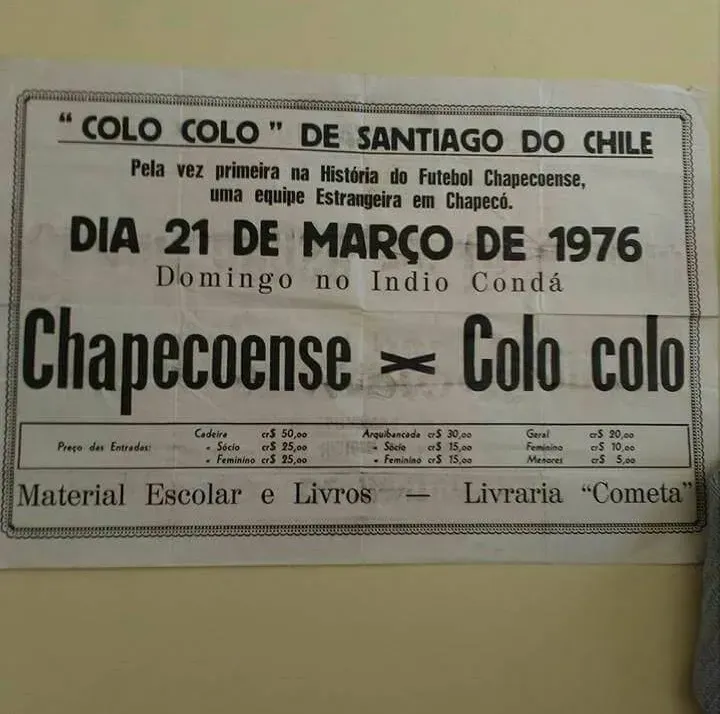 “COLO COLO” DE SANTIAGO DO CHILE
Pela vez primeira na História do Futebol Chapecoense,
uma equipe Estrangeira em Chapecó.
DIA 21 DE MARÇO DE 1976
Domingo no Indio Condá
Chapecoense × Colo colo
Cadeira cr$ 50,00 Arquibancada cr$ 30,00 Geral cr$ 20,00
Preço das Entradas: - Sócio cr$ 25,00 - Sócio cr$ 15,00 Feminino cr$ 10,00
- Feminino cr$ 25,00 - Feminino cr$ 15,00 Menores cr$ 5,00
Material Escolar e Livros — Livraria “Cometa”